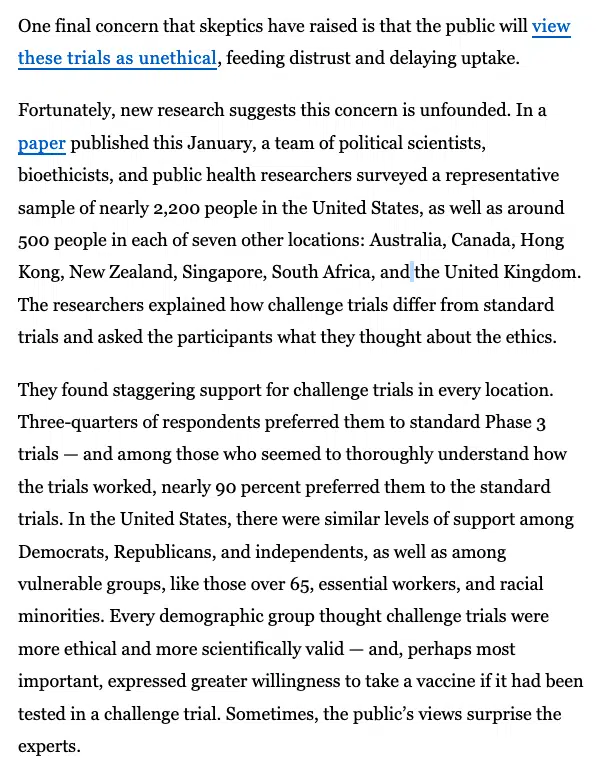 One final concern that skeptics have raised is that the public will view
these trials as unethical, feeding distrust and delaying uptake.
Fortunately, new research suggests this concern is unfounded. In a
paper published this January, a team of political scientists,
bioethicists, and public health researchers surveyed a representative
sample of nearly 2,200 people in the United States, as well as around
500 people in each of seven other locations: Australia, Canada, Hong
Kong, New Zealand, Singapore, South Africa, and the United Kingdom.
The researchers explained how challenge trials differ from standard
trials and asked the participants what they thought about the ethics.
They found staggering support for challenge trials in every location.
Three-quarters of respondents preferred them to standard Phase 3
trials — and among those who seemed to thoroughly understand how
the trials worked, nearly 90 percent preferred them to the standard
trials. In the United States, there were similar levels of support among
Democrats, Republicans, and independents, as well as among
vulnerable groups, like those over 65, essential workers, and racial
minorities. Every demographic group thought challenge trials were
more ethical and more scientifically valid — and, perhaps most
important, expressed greater willingness to take a vaccine if it had been
tested in a challenge trial. Sometimes, the public’s views surprise the
experts.